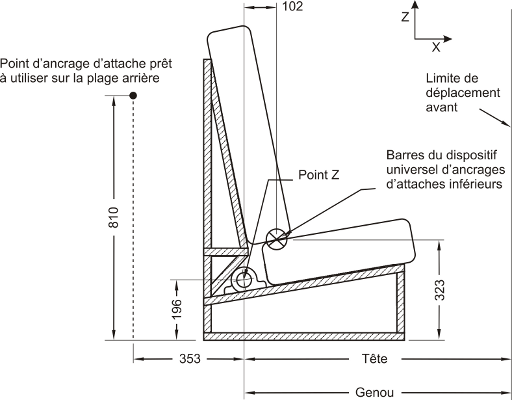 102
Z
X
Point d'ancrage d'attache prêt
à utiliser sur la plage arrière
Limite de
déplacement
avant
Barres du dispositif
universel d'ancrages
d'attaches inférieurs
Point Z
810
196
323
353
Tête
Genou